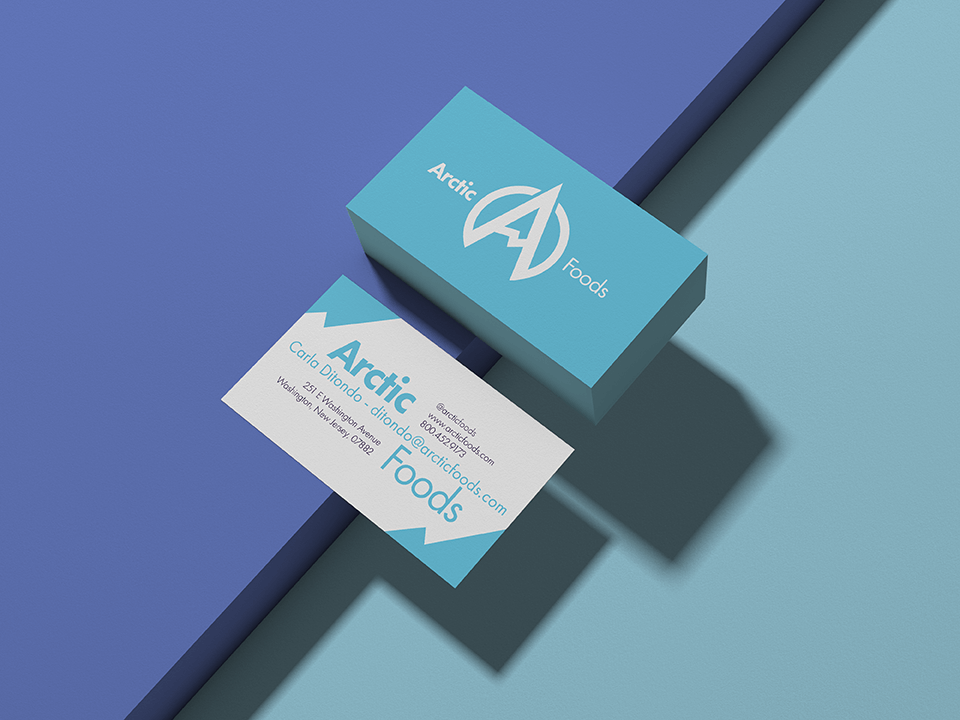 Arctic
Foods
Arctic
Carla Ditondo - ditondo@arcticfoods.com
251 E Washington Avenue
Washington, New Jersey, 07882
@arcticfoods
www.arcticfoods.com
800.452.9173
Foods